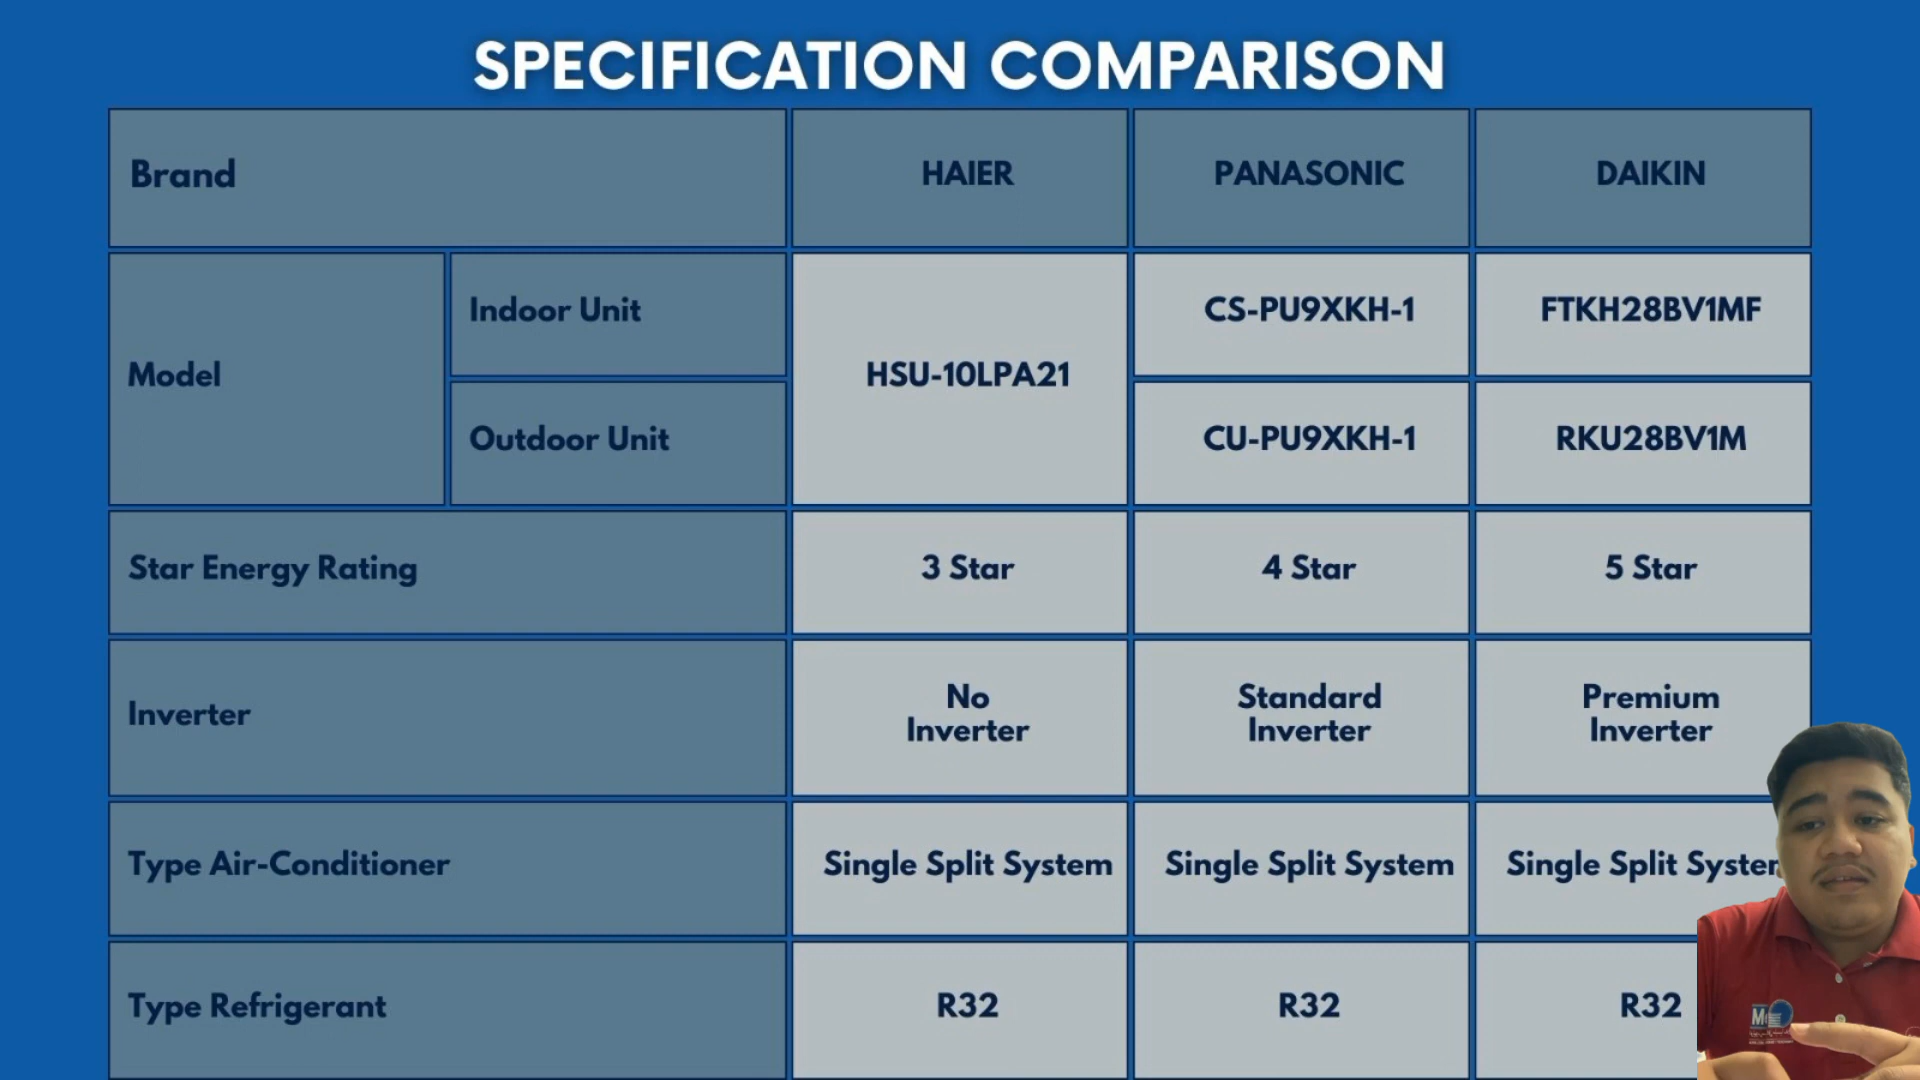 SPECIFICATION COMPARISON
Brand
HAIER
PANASONIC
DAIKIN
Model
Indoor Unit
HSU-10LPA21
CS-PU9XKH-1
FTKH28BV1MF
Outdoor Unit
CU-PU9XKH-1
RKU28BV1M
Star Energy Rating
3 Star
4 Star
5 Star
Inverter
No
Inverter
Standard
Inverter
Premium
Inverter
Type Air-Conditioner
Single Split System
Single Split System
Single Split
Type Refrigerant
R32
R32
R32